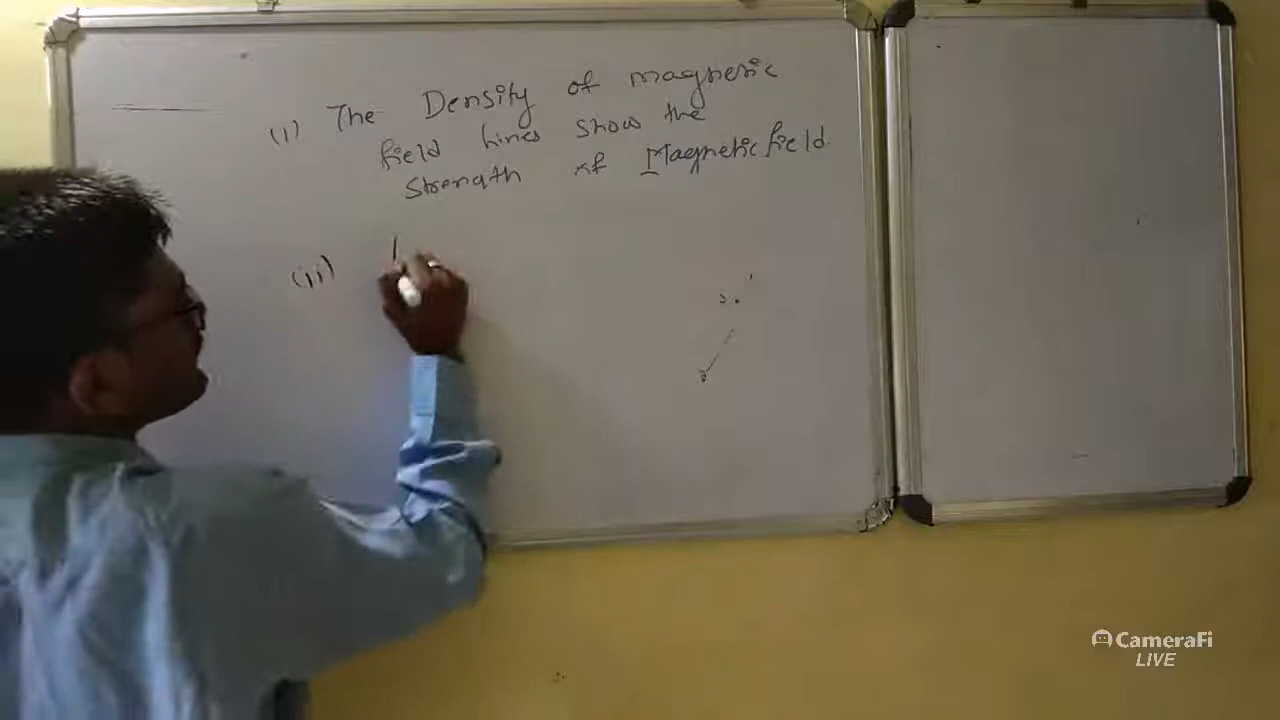 (i) The Density of magnetic
field lines show the
strength of Magnetic field
(ii)
CameraFi
LIVE